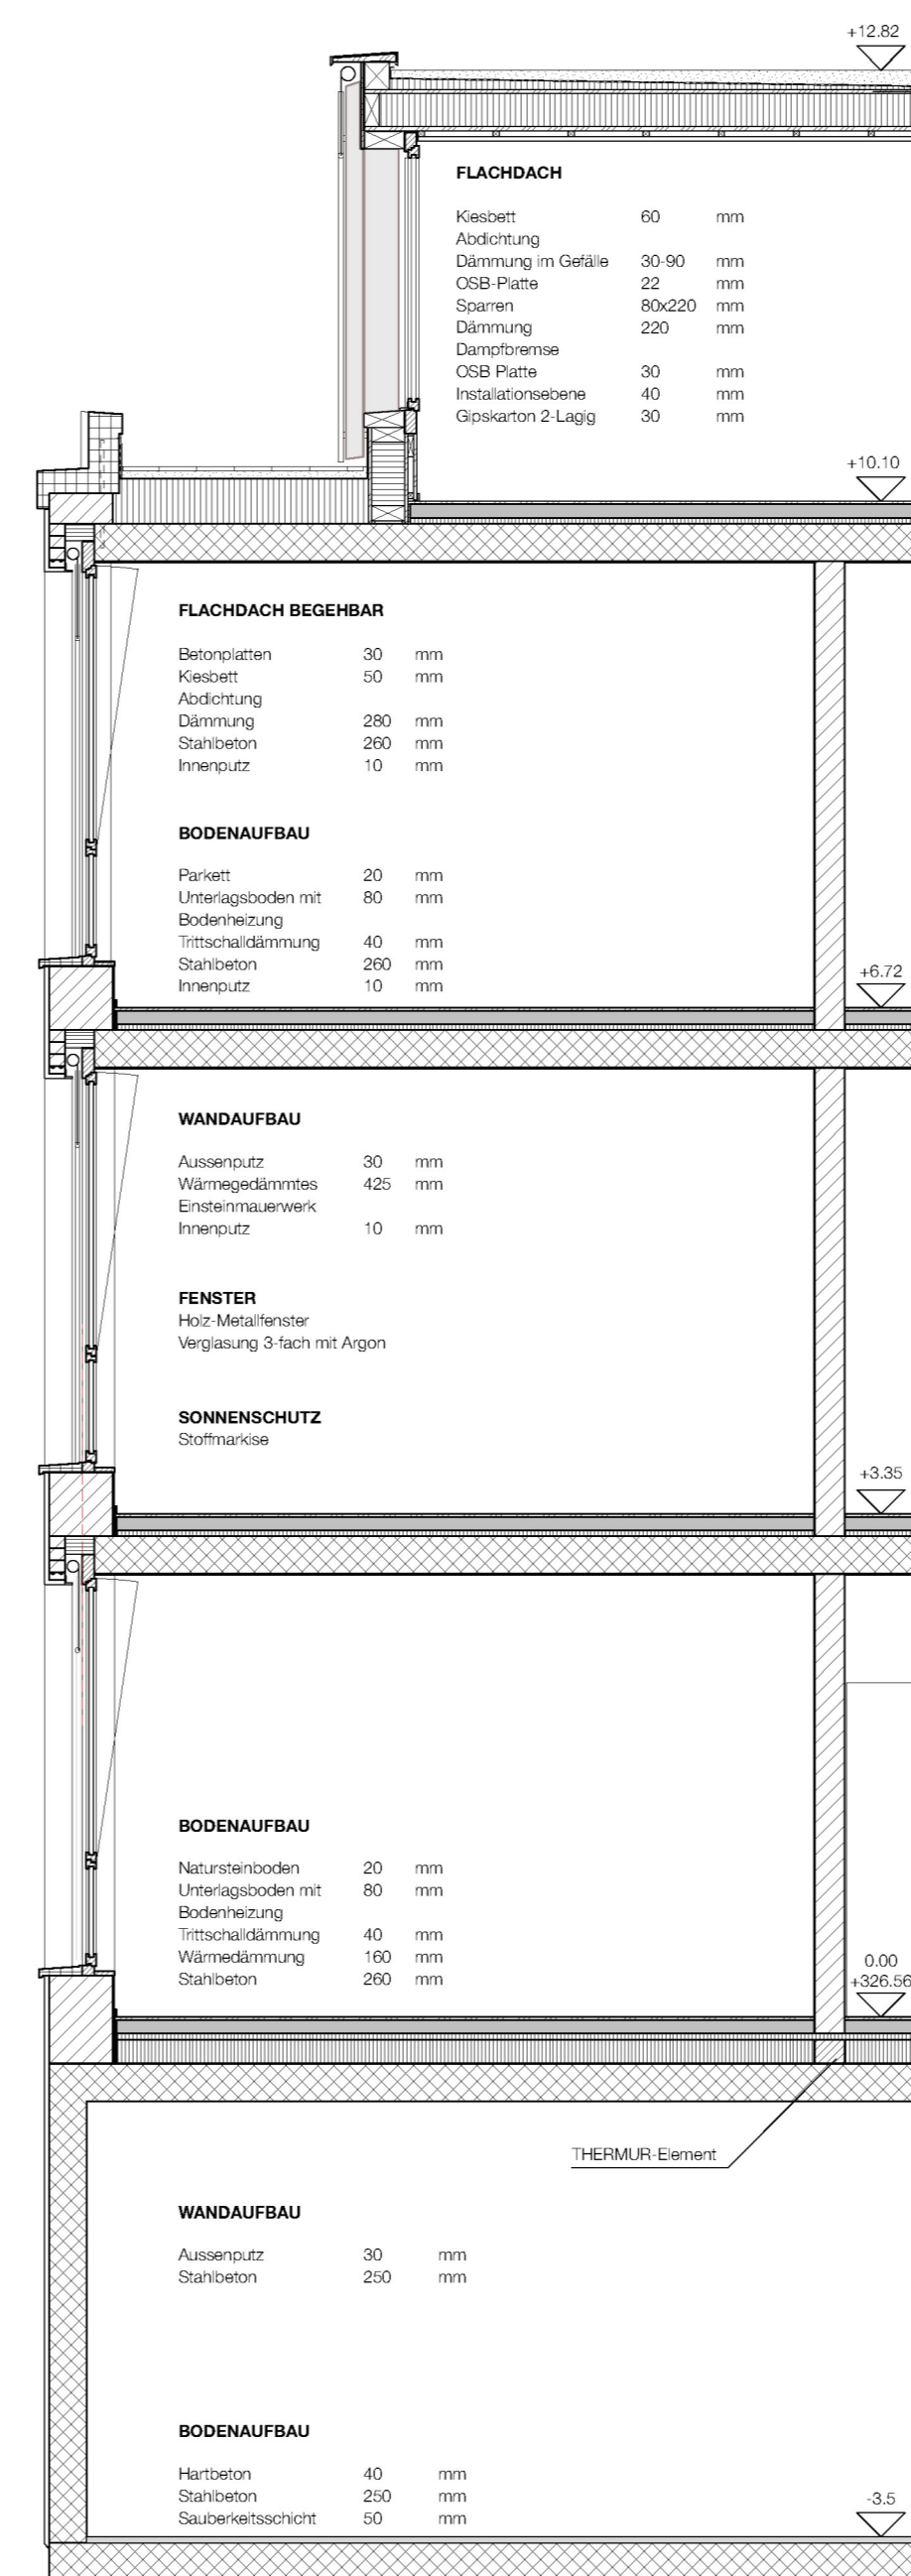 +12.82
FLACHDACH
Kiesbett 60 mm
Abdichtung
Dämmung im Gefälle 30-90 mm
OSB-Platte 22 mm
Sparren 80x220 mm
Dämmung 220 mm
Dampfbremse
OSB Platte 30 mm
Installationsebene 40 mm
Gipskarton 2-Lagig 30 mm
+10.10
FLACHDACH BEGEHBAR
Betonplatten 30 mm
Kiesbett 50 mm
Abdichtung
Dämmung 280 mm
Stahlbeton 260 mm
Innenputz 10 mm
BODENAUFBAU
Parkett 20 mm
Unterlagsboden mit 80 mm
Bodenheizung
Trittschalldämmung 40 mm
Stahlbeton 260 mm
Innenputz 10 mm
+6.72
WANDAUFBAU
Aussenputz 30 mm
Wärmegedämmtes 425 mm
Einsteinmauerwerk
Innenputz 10 mm
FENSTER
Holz-Metallfenster
Verglasung 3-fach mit Argon
SONNENSCHUTZ
Stoffmarkise
+3.35
BODENAUFBAU
Natursteinboden 20 mm
Unterlagsboden mit 80 mm
Bodenheizung
Trittschalldämmung 40 mm
Wärmedämmung 160 mm
Stahlbeton 260 mm
0.00
+326.56
THERMUR-Element
WANDAUFBAU
Aussenputz 30 mm
Stahlbeton 250 mm
BODENAUFBAU
Hartbeton 40 mm
Stahlbeton 250 mm
Sauberkeitsschicht 50 mm
-3.5